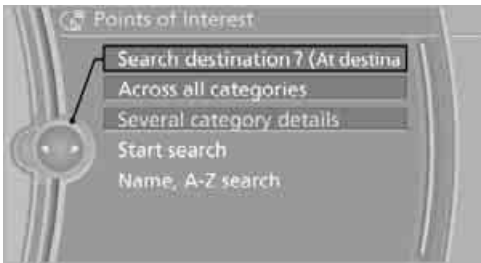 Points of Interest
Search destination ? (At destina
Across all categories
Several category details
Start search
Name, A-Z search